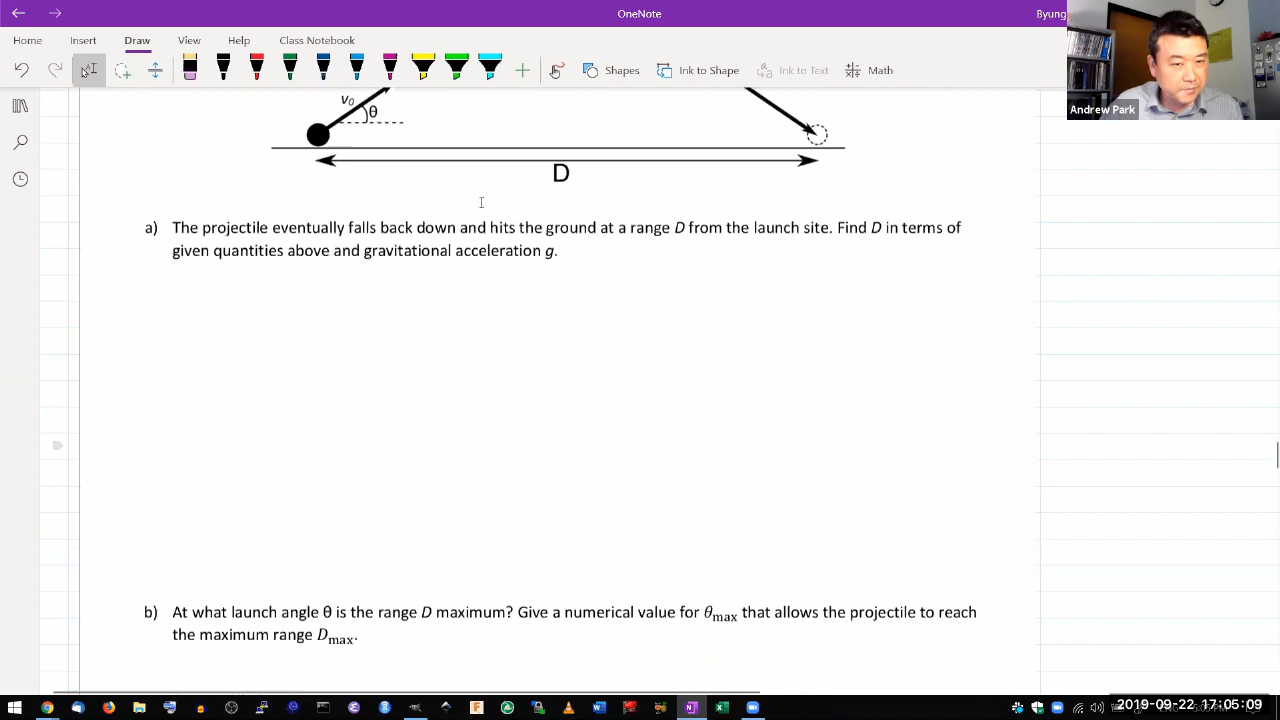 OneNote
Byung
Home Insert Draw View Help Class Notebook
Shapes Ink to Shape Ink to Text Math
Andrew Park
v0
θ
D
a) The projectile eventually falls back down and hits the ground at a range D from the launch site. Find D in terms of
given quantities above and gravitational acceleration g.
b) At what launch angle θ is the range D maximum? Give a numerical value for θmax that allows the projectile to reach
the maximum range Dmax.
2019-09-22 17:05:09